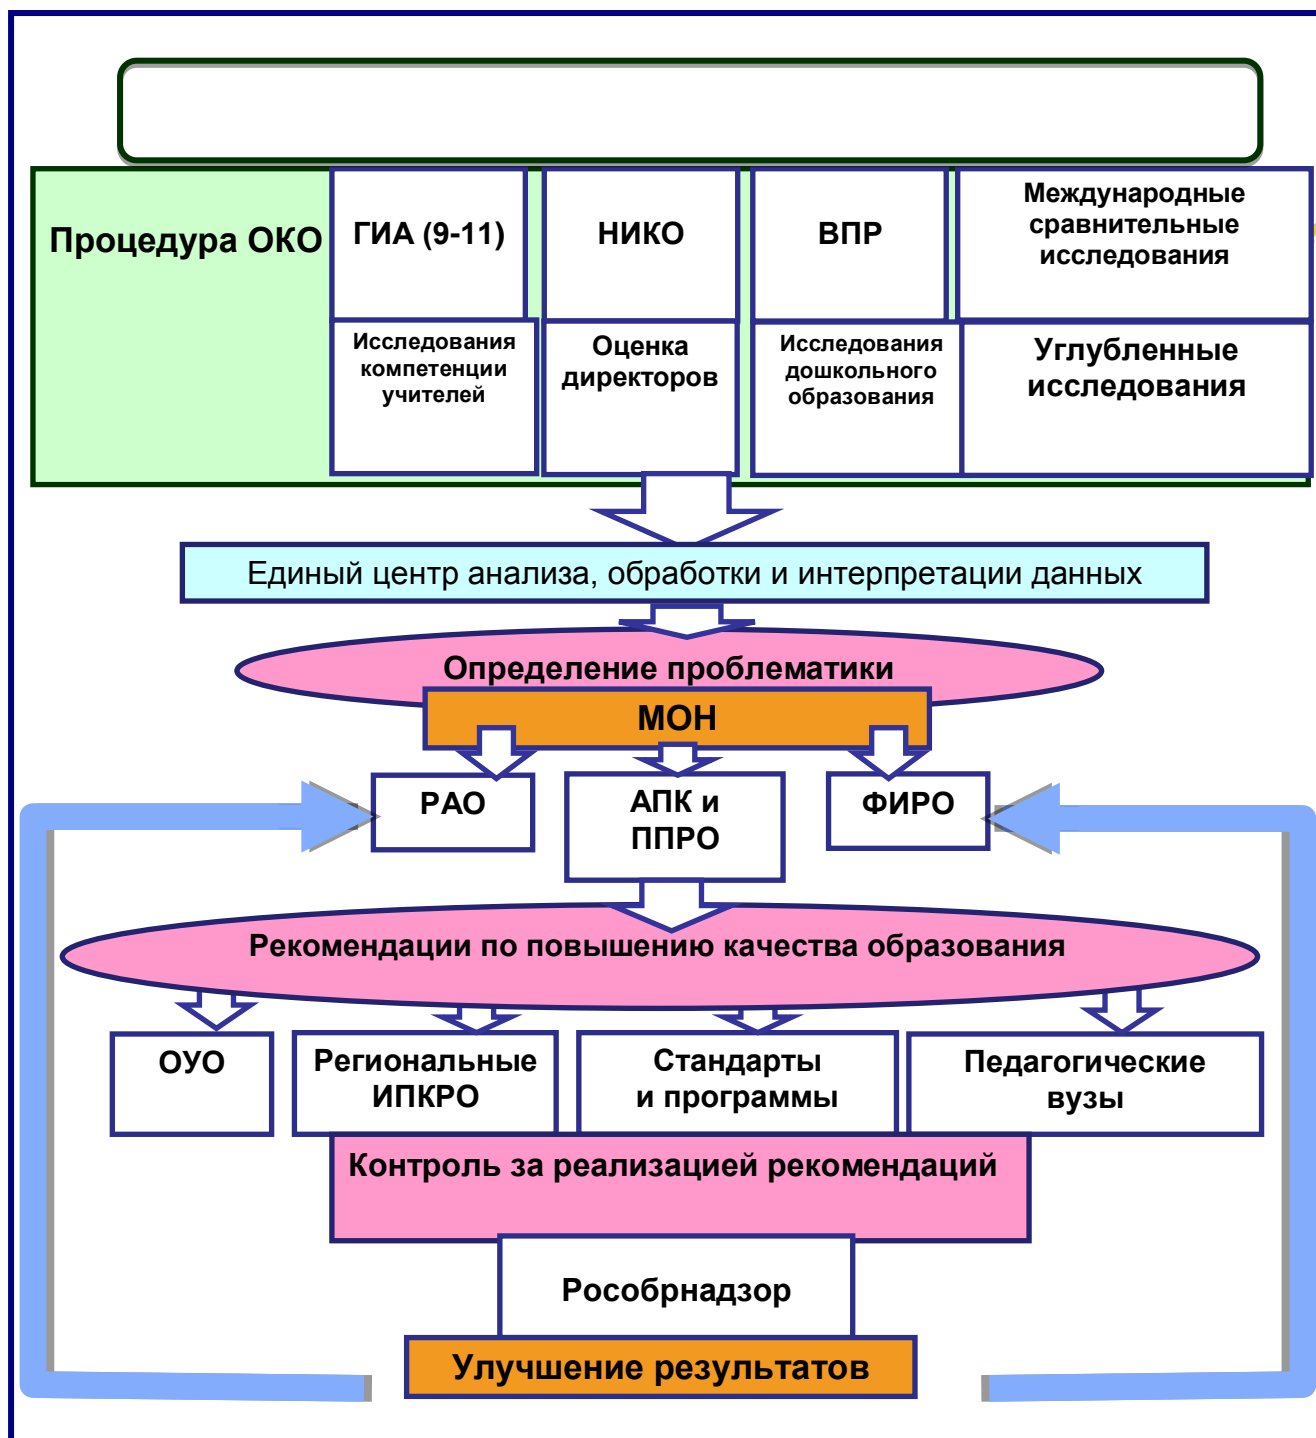 Процедура ОКО
ГИА (9-11)
НИКО
ВПР
Международные
сравнительные
исследования
Исследования
компетенции
учителей
Оценка
директоров
Исследования
дошкольного
образования
Углубленные
исследования
Единый центр анализа, обработки и интерпретации данных
Определение проблематики
МОН
РАО
АПК и
ППРО
ФИРО
Рекомендации по повышению качества образования
ОУО
Региональные
ИПКРО
Стандарты
и программы
Педагогические
вузы
Контроль за реализацией рекомендаций
Рособрнадзор
Улучшение результатов